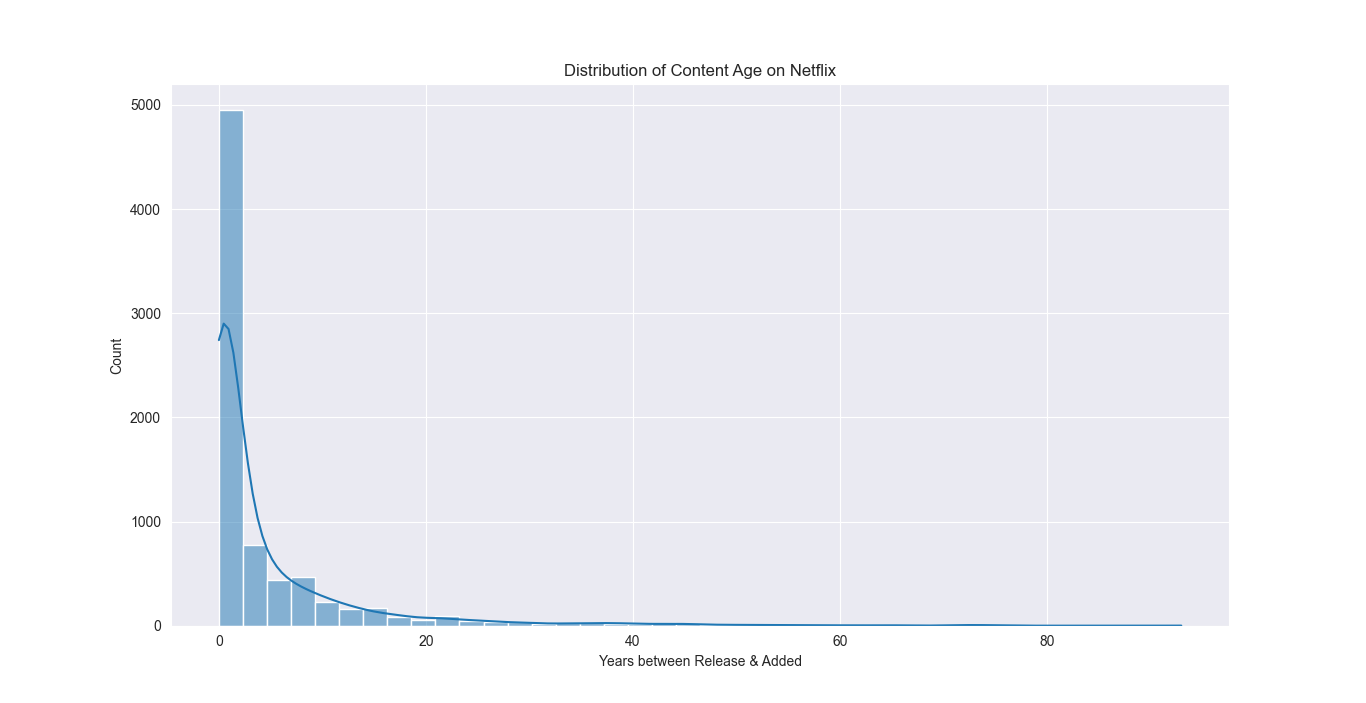 Distribution of Content Age on Netflix
5000
4000
3000
2000
1000
0
Count
0 20 40 60 80
Years between Release & Added